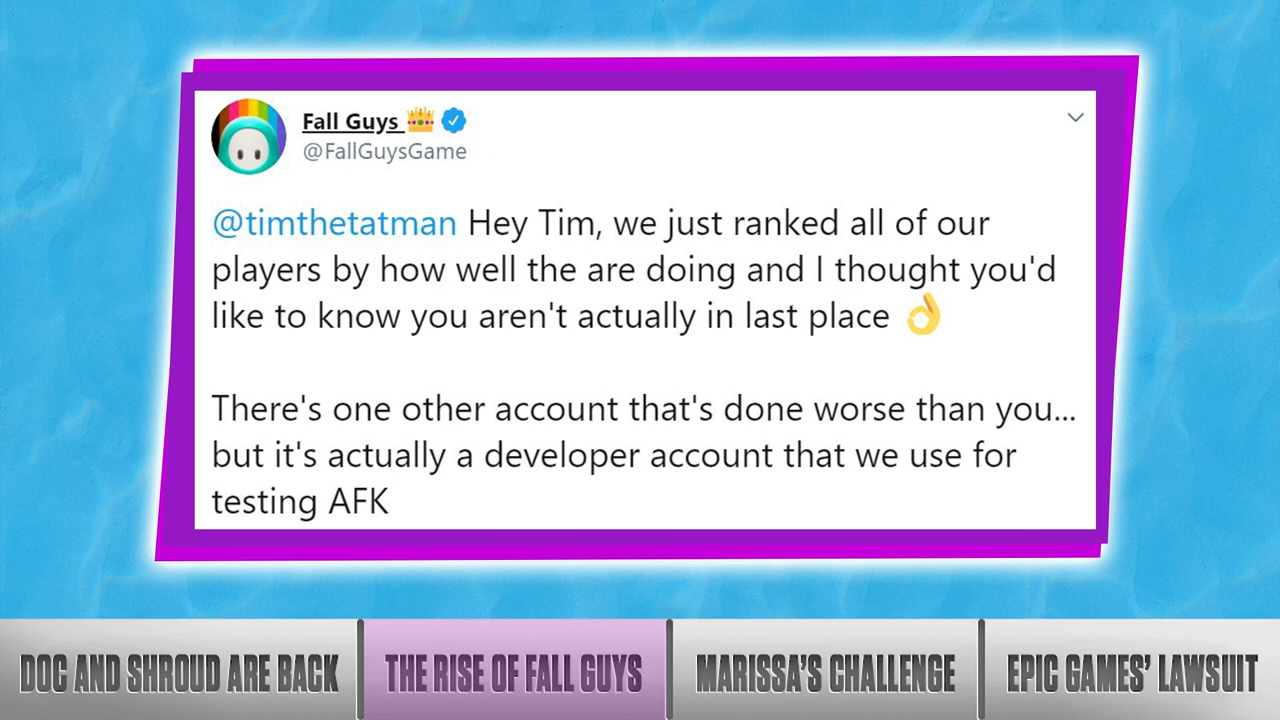 Fall Guys 👑
@FallGuysGame
@timthetatman Hey Tim, we just ranked all of our
players by how well the are doing and I thought you'd
like to know you aren't actually in last place 👌
There's one other account that's done worse than you...
but it's actually a developer account that we use for
testing AFK
DOC AND SHROUD ARE BACK
THE RISE OF FALL GUYS
MARISSA'S CHALLENGE
EPIC GAMES' LAWSUIT